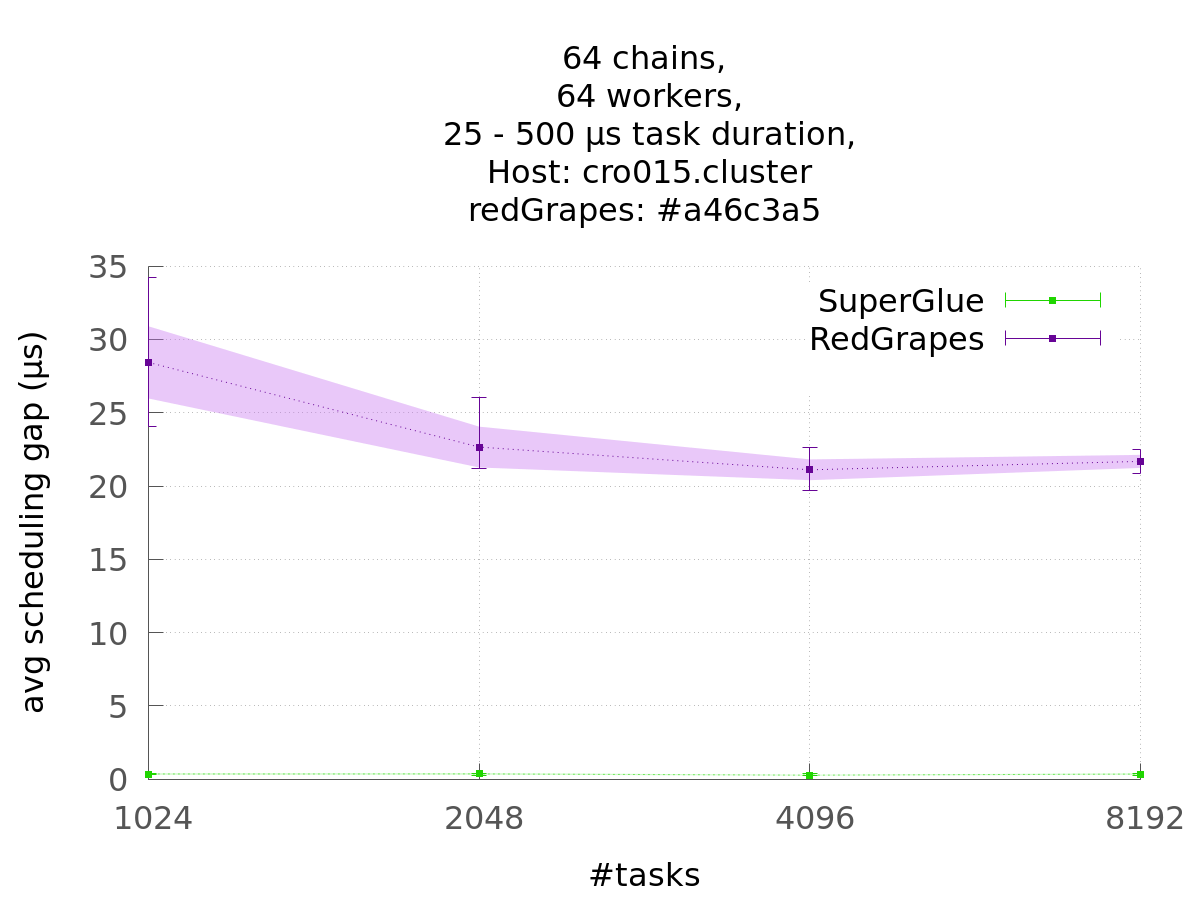 64 chains,
64 workers,
25 - 500 µs task duration,
Host: cro015.cluster
redGrapes: #a46c3a5
SuperGlue
RedGrapes
avg scheduling gap (µs)
35
30
25
20
15
10
5
0
1024 2048 4096 8192
#tasks